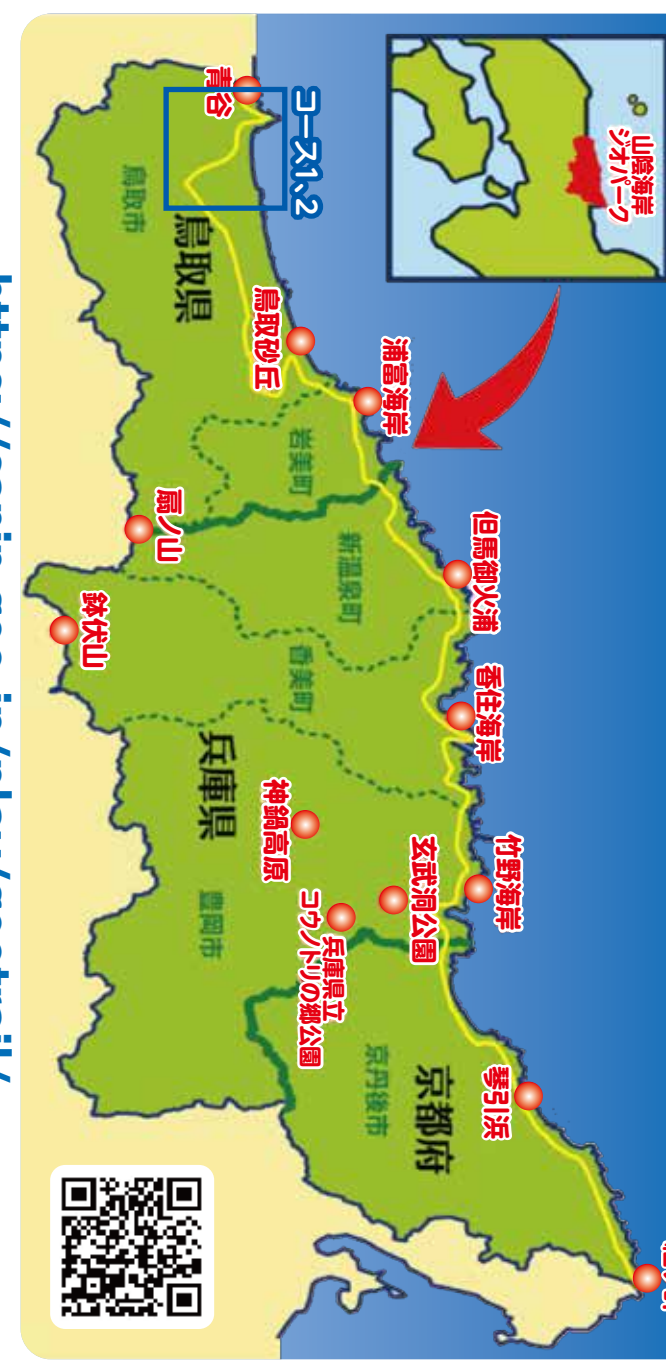 山陰海岸
ジオパーク
コース1、2
青谷
鳥取市
鳥取県
鳥取砂丘
浦富海岸
岩美町
扇ノ山
新温泉町
但馬御火浦
鉢伏山
香美町
香住海岸
兵庫県
神鍋高原
竹野海岸
玄武洞公園
兵庫県立
コウノトリの郷公園
豊岡市
琴引浜
京都府
京丹後市